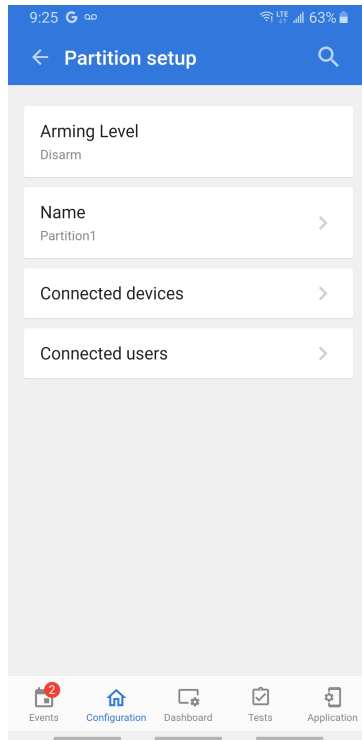 9:25 G LTE 63%
Partition setup
Arming Level
Disarm
Name
Partition1
Connected devices
Connected users
2
Events Configuration Dashboard Tests Application